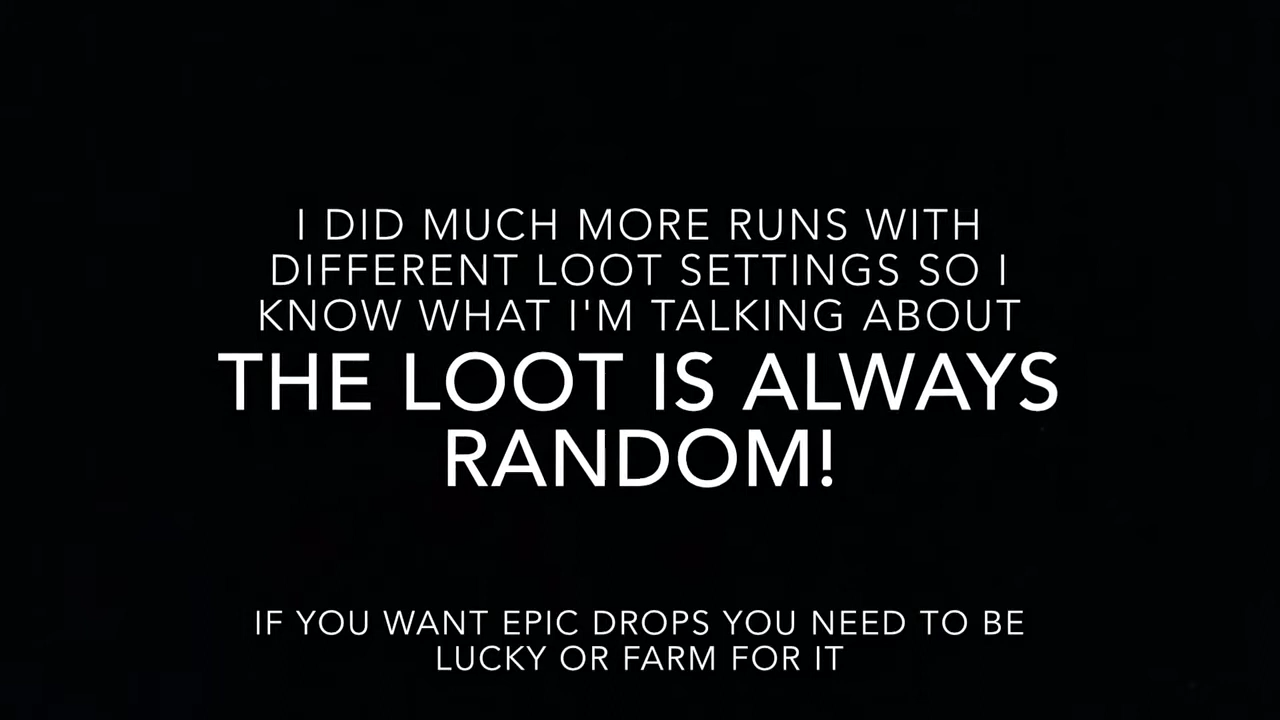 I DID MUCH MORE RUNS WITH
DIFFERENT LOOT SETTINGS SO I
KNOW WHAT I'M TALKING ABOUT
THE LOOT IS ALWAYS
RANDOM!
IF YOU WANT EPIC DROPS YOU NEED TO BE
LUCKY OR FARM FOR IT